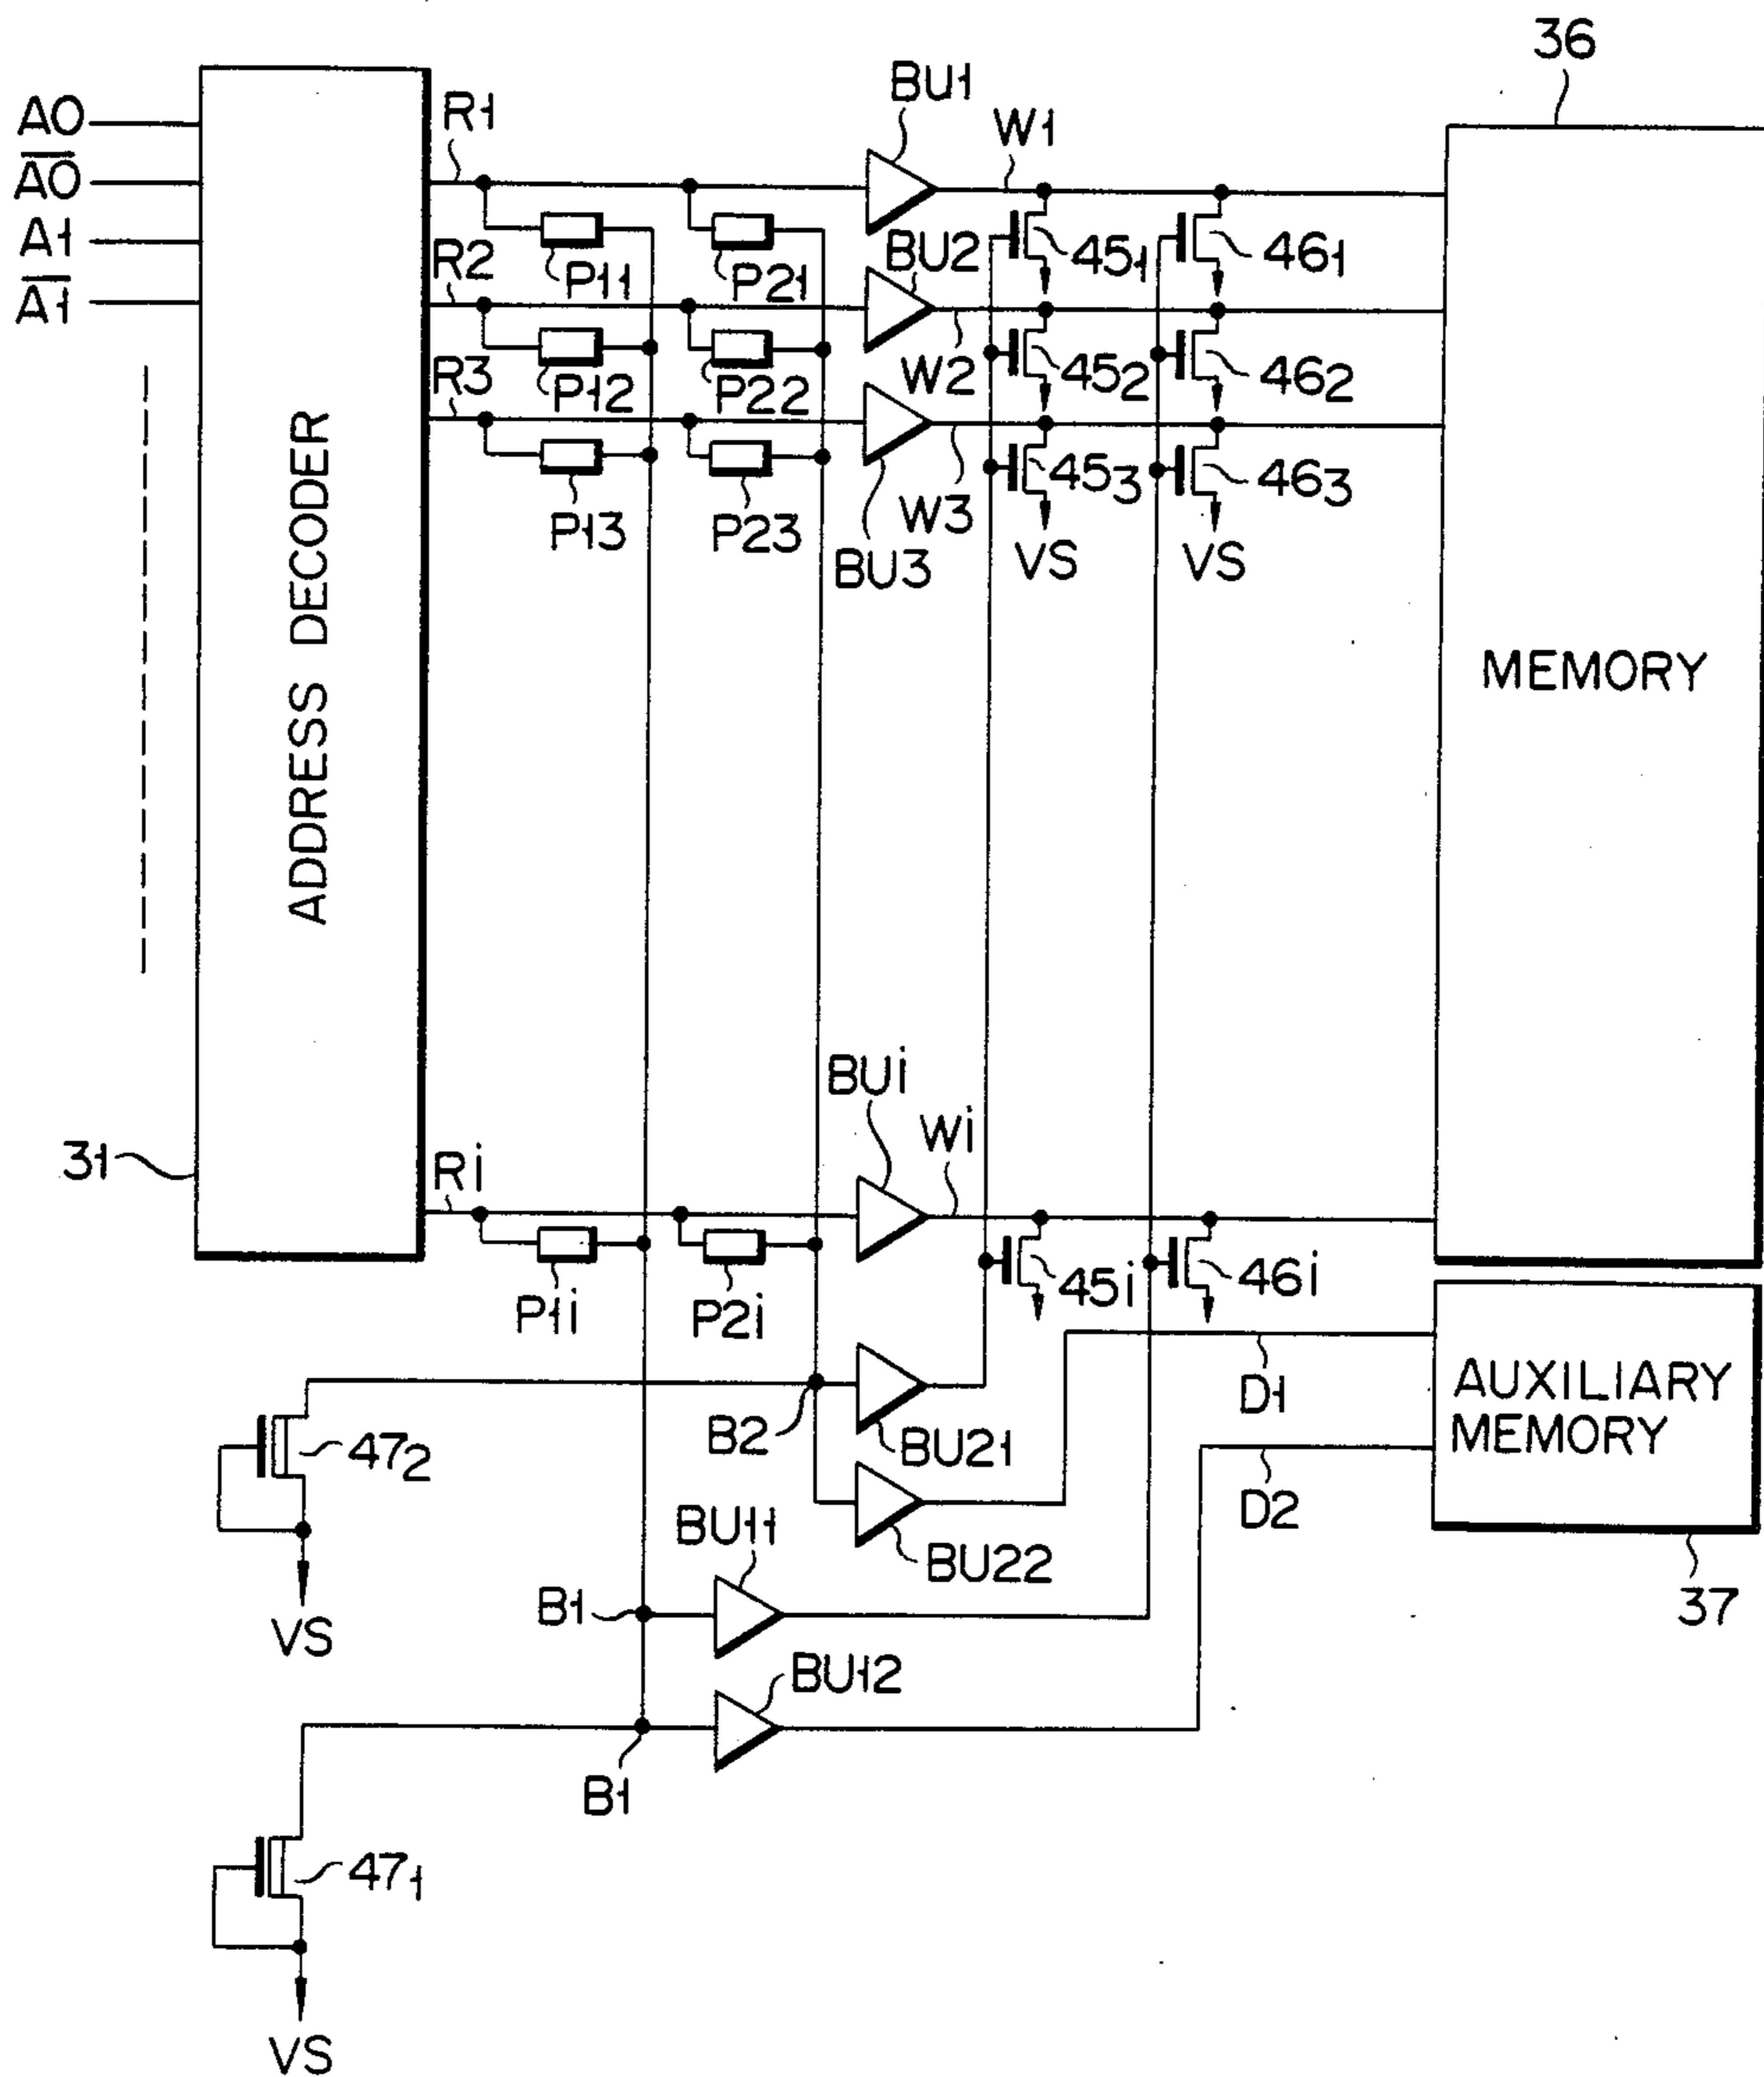 36
A0
A̅0̅
A1
A̅1̅
R1
BU1
W1
P11
P21
45₁
46₁
R2
BU2
P12
P22
W2
45₂
46₂
R3
P13
P23
BU3
W3
45₃
46₃
VS
VS
ADDRESS DECODER
MEMORY
31
Ri
BUi
Wi
P1i
P2i
45i
46i
D1
AUXILIARY
MEMORY
47₂
B2
BU21
D2
BU22
VS
BU11
B1
37
BU12
B1
47₁
VS